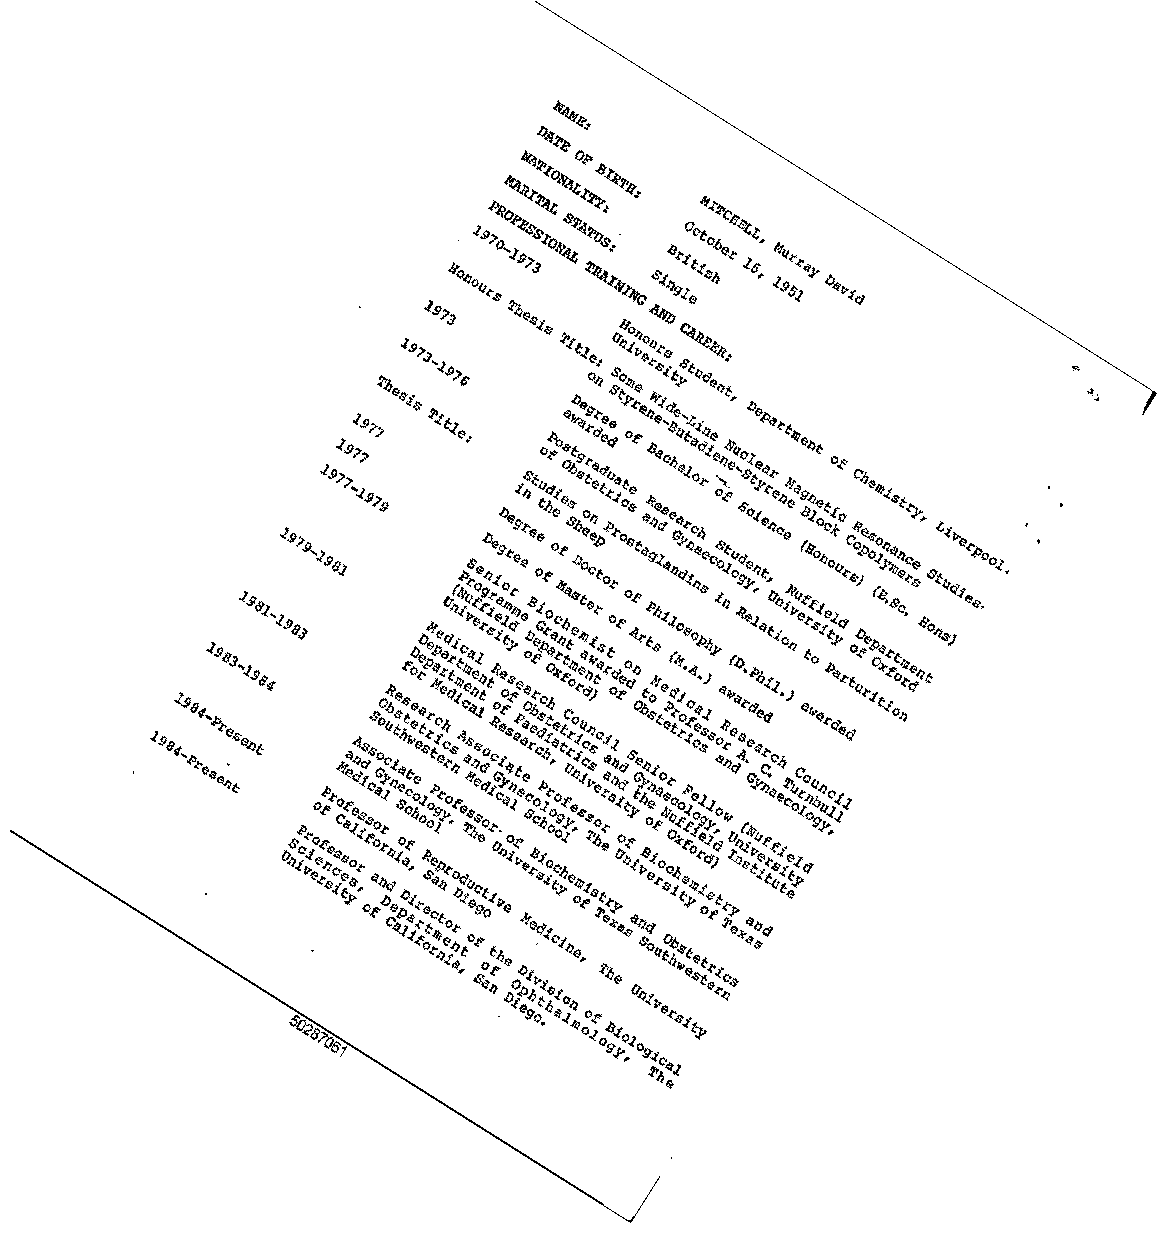 NAME: MITCHELL, Murray David
DATE OF BIRTH: October 16, 1951
NATIONALITY: British
MARITAL STATUS: Single
PROFESSIONAL TRAINING AND CAREER:
1970-1973 Honours Student, Department of Chemistry, Liverpool
University
Honours Thesis Title: Some Wide-Line Nuclear Magnetic Resonance Studies
on Styrene-Butadiene-Styrene Block Copolymers
1973 Degree of Bachelor of Science (Honours) (B.Sc. Hons)
awarded
1973-1976 Postgraduate Research Student, Nuffield Department
of Obstetrics and Gynaecology, University of Oxford
Thesis Title: Studies on Prostaglandins in Relation to Parturition
in the Sheep
1977 Degree of Doctor of Philosophy (D.Phil.) awarded
1977 Degree of Master of Arts (M.A.) awarded
1977-1979 Senior Biochemist on Medical Research Council
Programme Grant awarded to Professor A. C. Turnbull
(Nuffield Department of Obstetrics and Gynaecology,
University of Oxford)
1979-1981 Medical Research Council Senior Fellow (Nuffield
Department of Obstetrics and Gynaecology, University
Department of Paediatrics and the Nuffield Institute
for Medical Research, University of Oxford)
1981-1983 Research Associate Professor of Biochemistry and
Obstetrics and Gynecology, The University of Texas
Southwestern Medical School
1983-1984 Associate Professor of Biochemistry and Obstetrics
and Gynecology, The University of Texas Southwestern
Medical School
1984-Present Professor of Reproductive Medicine, The University
of California, San Diego
1984-Present Professor and Director of the Division of Biological
Sciences, Department of Ophthalmology, The
University of California, San Diego.
50287061